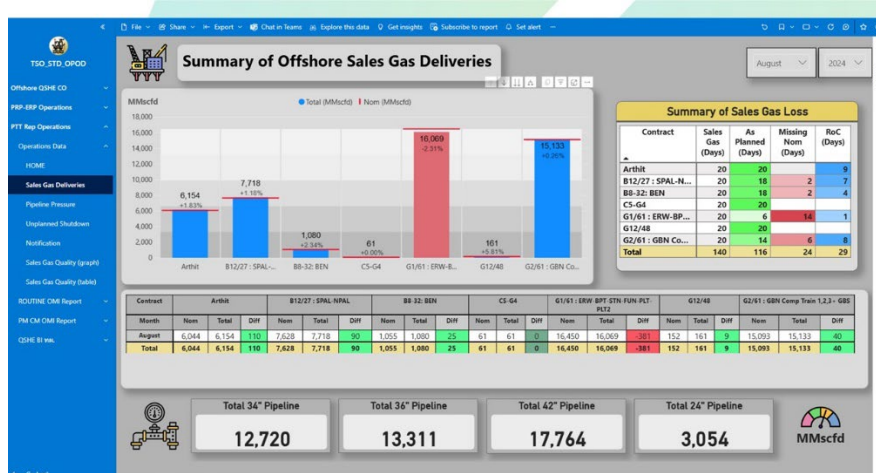 File Share Export Chat in Teams Explore this data Get insights Subscribe to report Set alert
TSO_STD_OPOD
Offshore QSHE CO
PRP-ERP Operations
PTT Rep Operations
Operations Data
HOME
Sales Gas Deliveries
Pipeline Pressure
Unplanned Shutdown
Notification
Sales Gas Quality (graph)
Sales Gas Quality (table)
ROUTINE OMI Report
PM CM OMI Report
Summary of Offshore Sales Gas Deliveries
August 2024
MMscfd
Total (MMscfd) Nom (MMscfd)
18,000
16,000
14,000
12,000
10,000
8,000
6,000
4,000
2,000
0
6,154
+1.83%
7,718
+1.18%
1,080
+2.34%
61
+0.00%
16,069
-2.31%
161
+5.81%
15,133
+0.26%
Arthit B12/27 : SPAL-... B8-32: BEN C5-G4 G1/61 : ERW-B... G12/48 G2/61 : GBN Co...
Summary of Sales Gas Loss
Contract Sales Gas (Days) As Planned (Days) Missing Nom (Days) RoC (Days)
Arthit 20 20 9
B12/27 : SPAL-N... 20 18 2 7
B8-32: BEN 20 18 2 4
C5-G4 20 20
G1/61 : ERW-BP... 20 6 14 1
G12/48 20 20
G2/61 : GBN Co... 20 14 6 8
Total 140 116 24 29
Contract Arthit B12/27 : SPAL-NPAL B8-32: BEN C5-G4 G1/61 : ERW-BPT-STN-FUN-PLT-PLT2 G12/48 G2/61 : GBN Comp Train 1,2,3 - GBS
Month Nom Total Diff Nom Total Diff Nom Total Diff Nom Total Diff Nom Total Diff Nom Total Diff Nom Total Diff
August 6,044 6,154 110 7,628 7,718 90 1,055 1,080 25 61 61 0 16,450 16,069 -381 152 161 9 15,093 15,133 40
Total 6,044 6,154 110 7,628 7,718 90 1,055 1,080 25 61 61 0 16,450 16,069 -381 152 161 9 15,093 15,133 40
Total 34" Pipeline
12,720
Total 36" Pipeline
13,311
Total 42" Pipeline
17,764
Total 24" Pipeline
3,054
MMscfd